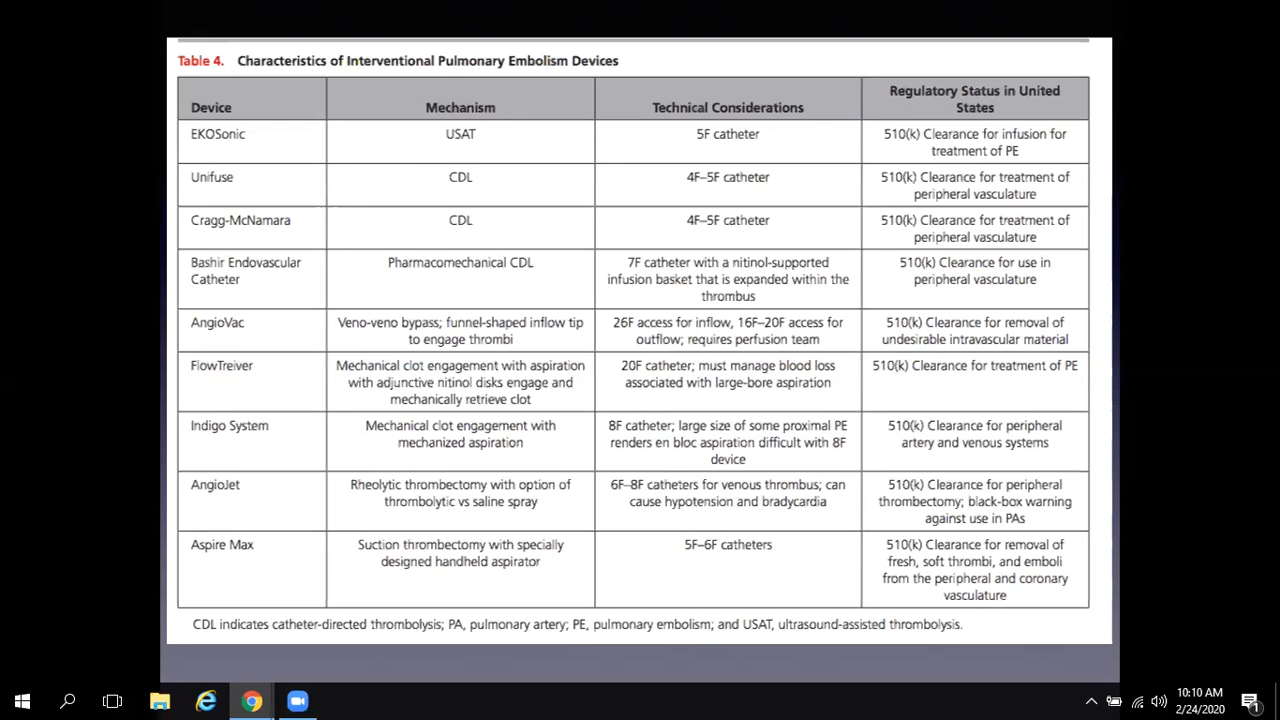 Table 4. Characteristics of Interventional Pulmonary Embolism Devices
Device Mechanism Technical Considerations Regulatory Status in United States
EKOSonic USAT 5F catheter 510(k) Clearance for infusion for treatment of PE
Unifuse CDL 4F–5F catheter 510(k) Clearance for treatment of peripheral vasculature
Cragg-McNamara CDL 4F–5F catheter 510(k) Clearance for treatment of peripheral vasculature
Bashir Endovascular Catheter Pharmacomechanical CDL 7F catheter with a nitinol-supported infusion basket that is expanded within the thrombus 510(k) Clearance for use in peripheral vasculature
AngioVac Veno-veno bypass; funnel-shaped inflow tip to engage thrombi 26F access for inflow, 16F–20F access for outflow; requires perfusion team 510(k) Clearance for removal of undesirable intravascular material
FlowTreiver Mechanical clot engagement with aspiration with adjunctive nitinol disks engage and mechanically retrieve clot 20F catheter; must manage blood loss associated with large-bore aspiration 510(k) Clearance for treatment of PE
Indigo System Mechanical clot engagement with mechanized aspiration 8F catheter; large size of some proximal PE renders en bloc aspiration difficult with 8F device 510(k) Clearance for peripheral artery and venous systems
AngioJet Rheolytic thrombectomy with option of thrombolytic vs saline spray 6F–8F catheters for venous thrombus; can cause hypotension and bradycardia 510(k) Clearance for peripheral thrombectomy; black-box warning against use in PAs
Aspire Max Suction thrombectomy with specially designed handheld aspirator 5F–6F catheters 510(k) Clearance for removal of fresh, soft thrombi, and emboli from the peripheral and coronary vasculature
CDL indicates catheter-directed thrombolysis; PA, pulmonary artery; PE, pulmonary embolism; and USAT, ultrasound-assisted thrombolysis.
10:10 AM
2/24/2020
1